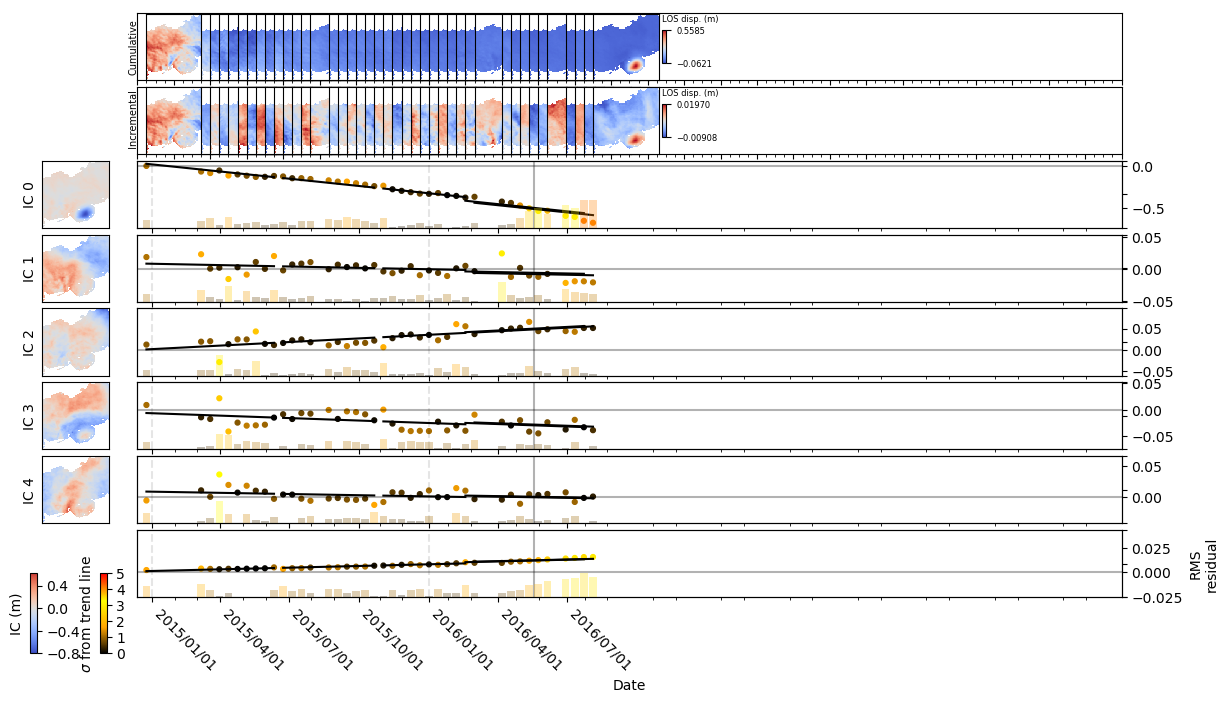 Cumulative
LOS disp. (m)
0.5585
−0.0621
Incremental
LOS disp. (m)
0.01970
−0.00908
IC 0
0.0
−0.5
IC 1
0.05
0.00
−0.05
IC 2
0.05
0.00
−0.05
IC 3
0.05
0.00
−0.05
IC 4
0.05
0.00
0.025
0.000
−0.025
RMS
residual
IC (m)
0.4
0.0
−0.4
−0.8
σ from trend line
5
4
3
2
1
0
2015/01/01
2015/04/01
2015/07/01
2015/10/01
2016/01/01
2016/04/01
2016/07/01
Date